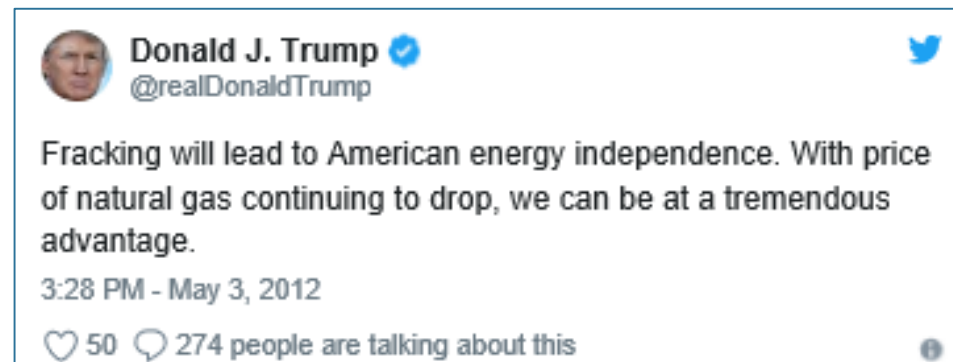 Donald J. Trump
@realDonaldTrump
Fracking will lead to American energy independence. With price
of natural gas continuing to drop, we can be at a tremendous
advantage.
3:28 PM - May 3, 2012
50 274 people are talking about this